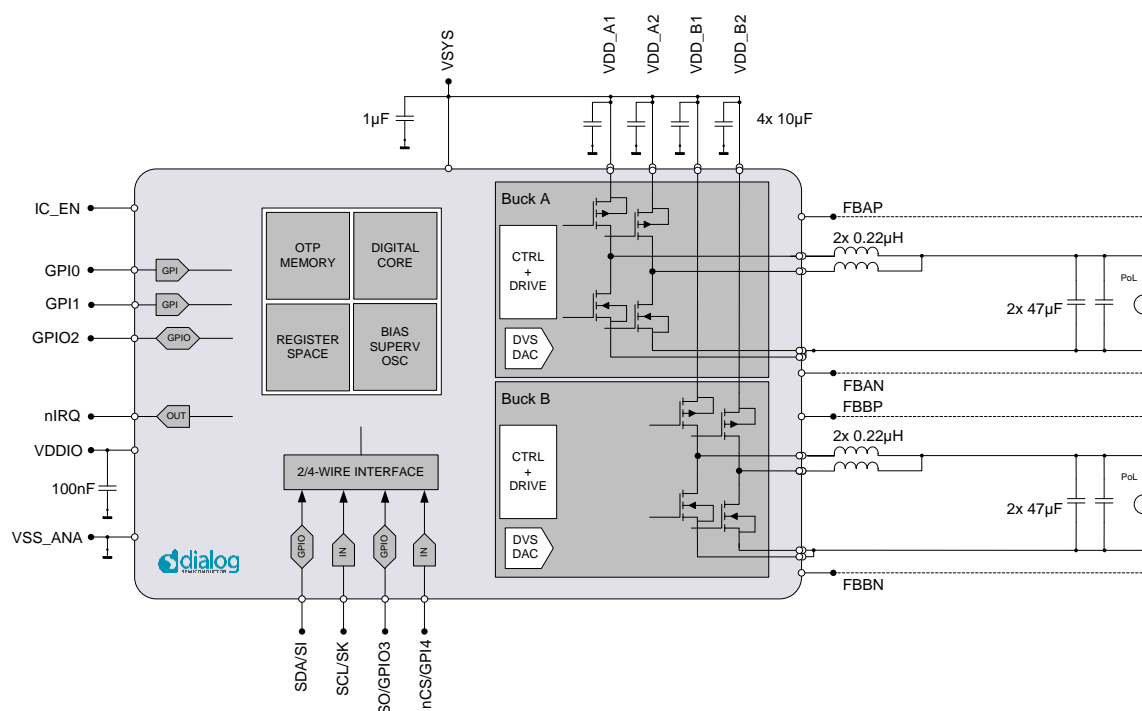 VSYS
VDD_A1
VDD_A2
VDD_B1
VDD_B2
1µF
4x 10µF
IC_EN
GPI0
GPI
GPI1
GPI
GPIO2
GPIO
nIRQ
OUT
VDDIO
100nF
VSS_ANA
OTP
MEMORY
DIGITAL
CORE
REGISTER
SPACE
BIAS
SUPERV
OSC
2/4-WIRE INTERFACE
GPIO
IN
GPIO
IN
SDA/SI
SCL/SK
SO/GPIO3
nCS/GPI4
dialog
SEMICONDUCTOR
Buck A
CTRL
+
DRIVE
DVS
DAC
Buck B
CTRL
+
DRIVE
DVS
DAC
FBAP
2x 0.22µH
2x 47µF
PoL
FBAN
FBBP
2x 0.22µH
2x 47µF
PoL
FBBN